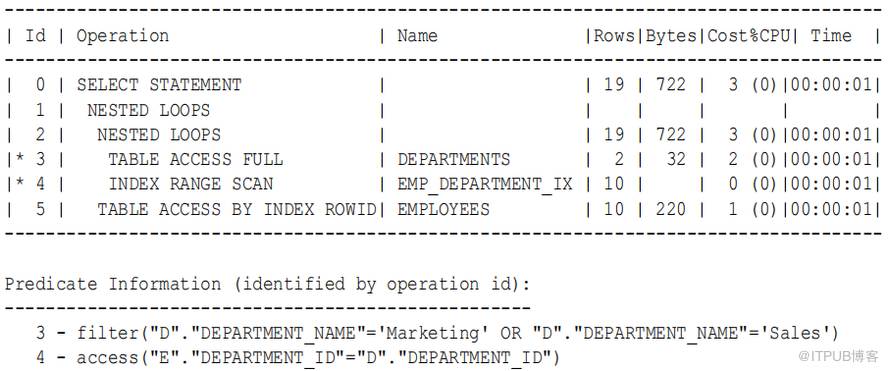 ---------------------------------------------------------------------------------------
| Id | Operation                    | Name              |Rows|Bytes|Cost%CPU| Time   |
---------------------------------------------------------------------------------------
|  0 | SELECT STATEMENT             |                   | 19 | 722 |  3 (0)|00:00:01|
|  1 |  NESTED LOOPS                |                   |    |     |       |        |
|  2 |   NESTED LOOPS               |                   | 19 | 722 |  3 (0)|00:00:01|
|* 3 |    TABLE ACCESS FULL         | DEPARTMENTS       |  2 |  32 |  2 (0)|00:00:01|
|* 4 |    INDEX RANGE SCAN          | EMP_DEPARTMENT_IX | 10 |     |  0 (0)|00:00:01|
|  5 |   TABLE ACCESS BY INDEX ROWID| EMPLOYEES         | 10 | 220 |  1 (0)|00:00:01|
---------------------------------------------------------------------------------------
Predicate Information (identified by operation id):
---------------------------------------------------
3 - filter("D"."DEPARTMENT_NAME"='Marketing' OR "D"."DEPARTMENT_NAME"='Sales')
4 - access("E"."DEPARTMENT_ID"="D"."DEPARTMENT_ID")
@ITPUB博客